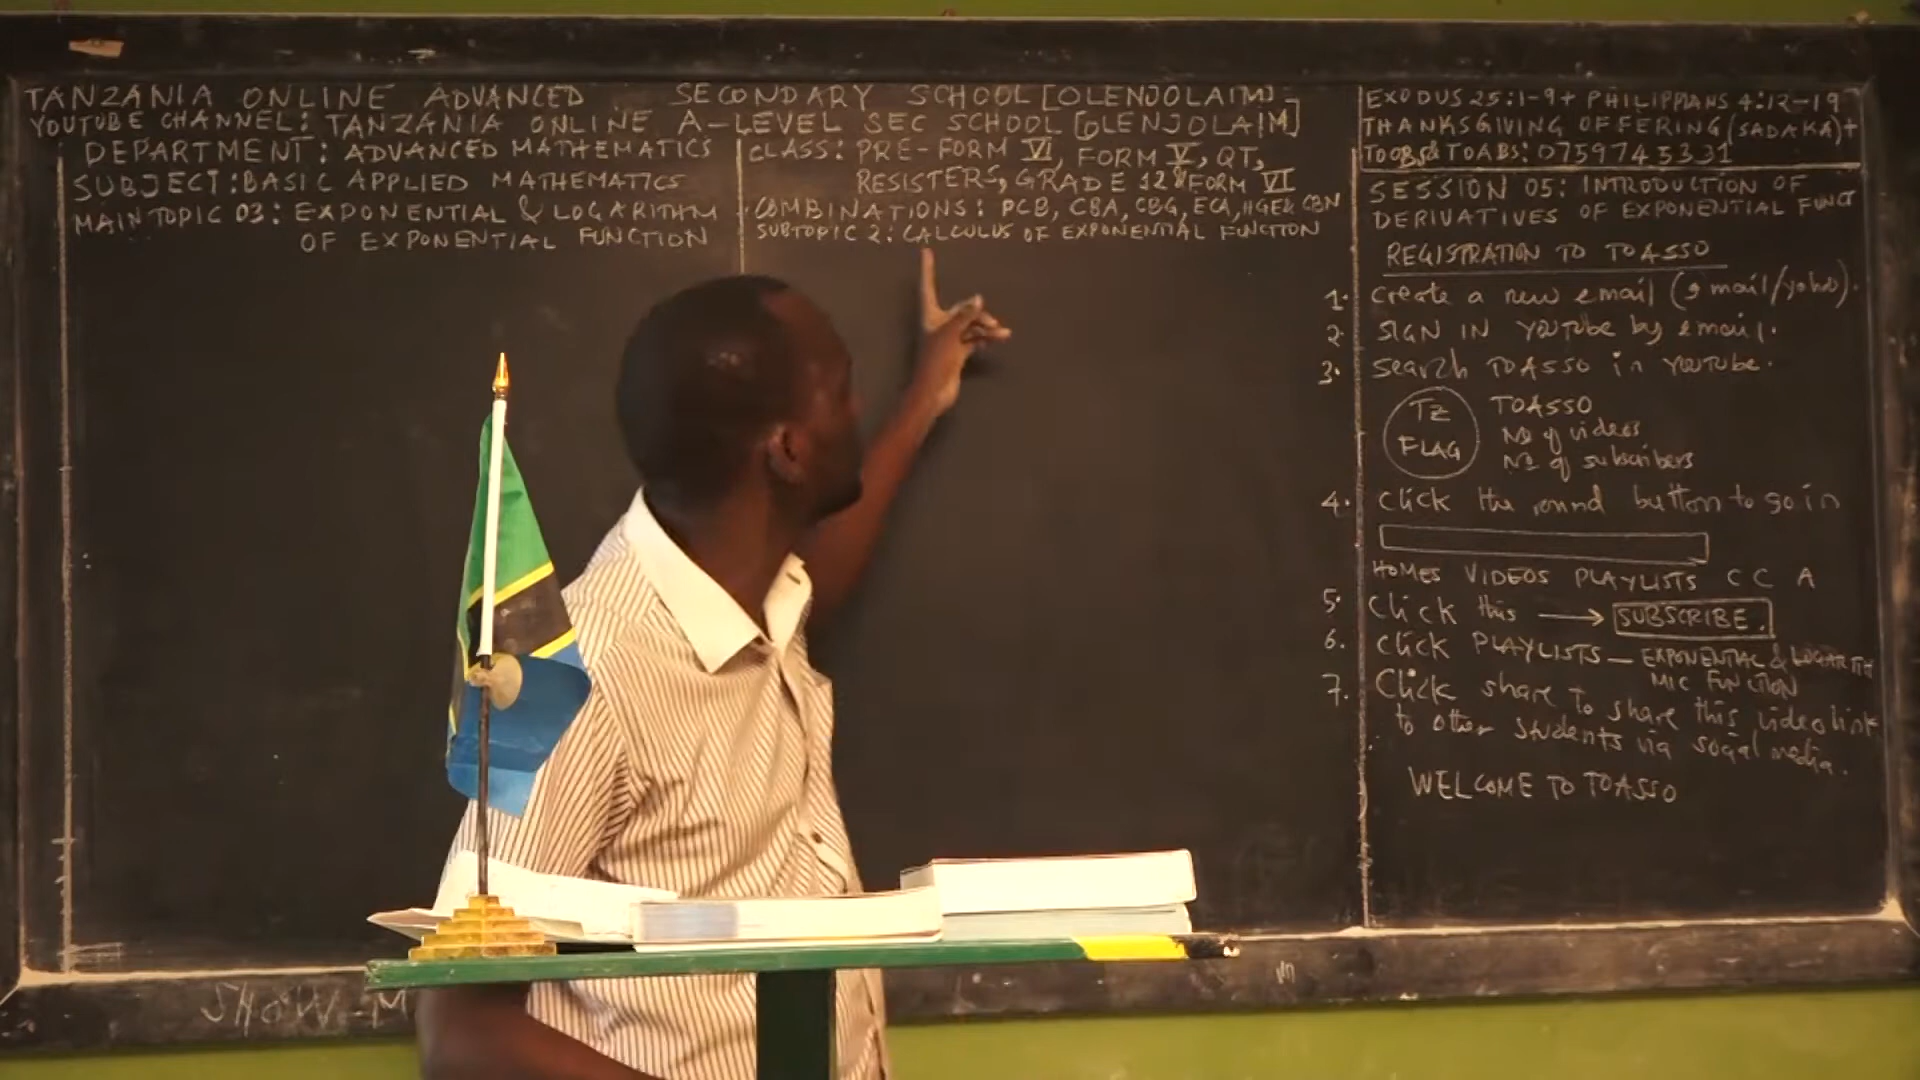 TANZANIA ONLINE ADVANCED SECONDARY SCHOOL [OLENJOLAIM]
YOUTUBE CHANNEL: TANZANIA ONLINE A-LEVEL SEC SCHOOL [OLENJOLAIM]
DEPARTMENT: ADVANCED MATHEMATICS
SUBJECT: BASIC APPLIED MATHEMATICS
MAIN TOPIC 03: EXPONENTIAL & LOGARITHM
OF EXPONENTIAL FUNCTION
CLASS: PRE-FORM VI, FORM V, QT,
RESISTERS, GRADE 12 & FORM VI
COMBINATIONS: PCB, CBA, CBG, ECA, HGE & CBN
SUBTOPIC 2: CALCULUS OF EXPONENTIAL FUNCTION
EXODUS 25:1-9 + PHILIPPIANS 4:12-19
THANKSGIVING OFFERING (SADAKA) +
TOOBS & TOABS: 0759745331
SESSION 05: INTRODUCTION OF
DERIVATIVES OF EXPONENTIAL FUNCT
REGISTRATION TO TOASSO
1. Create a new email (gmail/yahoo).
2. SIGN IN YOUTUBE by email.
3. Search TOASSO in YOUTUBE.
TZ FLAG
TOASSO
No of videos
No of subscribers
4. Click the round button to go in
HOMES VIDEOS PLAYLISTS C C A
5. Click this → SUBSCRIBE.
6. Click PLAYLISTS - EXPONENTIAL & LOGARITH
MIC FUNCTION
7. Click share to share this video link
to other students via social media.
WELCOME TO TOASSO
SHOW M